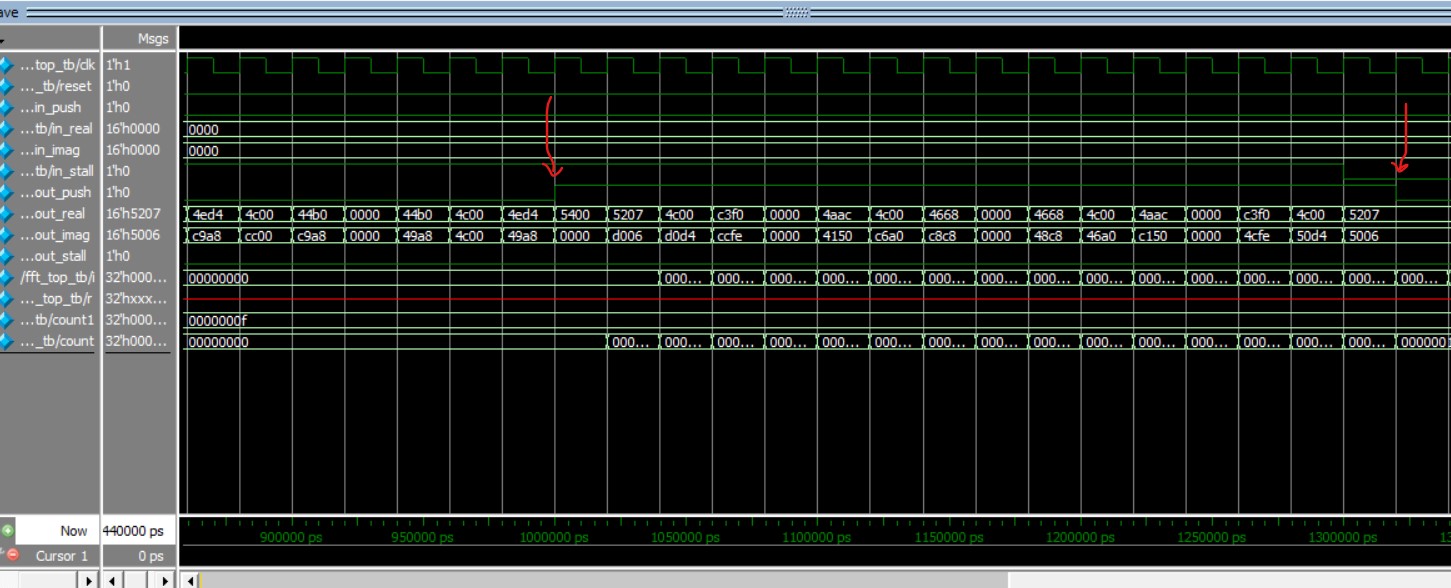 ave
Msgs
...top_tb/clk 1'h1
..._tb/reset 1'h0
...in_push 1'h0
...tb/in_real 16'h0000 0000
...in_imag 16'h0000 0000
...tb/in_stall 1'h0
...out_push 1'h0
...out_real 16'h5207 4ed4 4c00 44b0 0000 44b0 4c00 4ed4 5400 5207 4c00 c3f0 0000 4aac 4c00 4668 0000 4668 4c00 4aac 0000 c3f0 4c00 5207
...out_imag 16'h5006 c9a8 cc00 c9a8 0000 49a8 4c00 49a8 0000 d006 d0d4 ccfe 0000 4150 c6a0 c8c8 0000 48c8 46a0 c150 0000 4cfe 50d4 5006
...out_stall 1'h0
/fft_top_tb/i 32'h000... 00000000 000... 000... 000... 000... 000... 000... 000... 000... 000... 000... 000... 000... 000... 000... 000...
..._top_tb/r 32'hxxx...
...tb/count1 32'h000... 0000000f
..._tb/count 32'h000... 00000000 000... 000... 000... 000... 000... 000... 000... 000... 000... 000... 000... 000... 000... 000... 000... 0000001
Now 440000 ps 900000 ps 950000 ps 1000000 ps 1050000 ps 1100000 ps 1150000 ps 1200000 ps 1250000 ps 1300000 ps 13
Cursor 1 0 ps